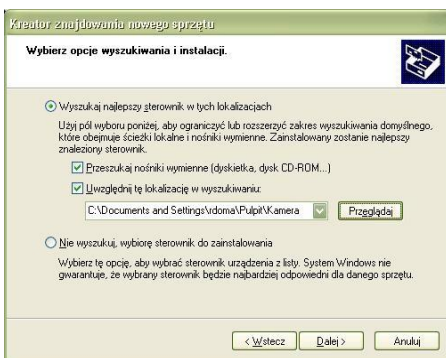 Kreator znajdowania nowego sprzętu
Wybierz opcje wyszukiwania i instalacji.
Wyszukaj najlepszy sterownik w tych lokalizacjach
Użyj pól wyboru poniżej, aby ograniczyć lub rozszerzyć zakres wyszukiwania domyślnego,
które obejmuje ścieżki lokalne i nośniki wymienne. Zainstalowany zostanie najlepszy
znaleziony sterownik.
Przeszukaj nośniki wymienne (dyskietka, dysk CD-ROM...)
Uwzględnij tę lokalizację w wyszukiwaniu:
C:\Documents and Settings\rdoma\Pulpit\Kamera Przeglądaj
Nie wyszukuj, wybiorę sterownik do zainstalowania
Wybierz tę opcję, aby wybrać sterownik urządzenia z listy. System Windows nie
gwarantuje, że wybrany sterownik będzie najbardziej odpowiedni dla danego sprzętu.
< Wstecz Dalej > Anuluj